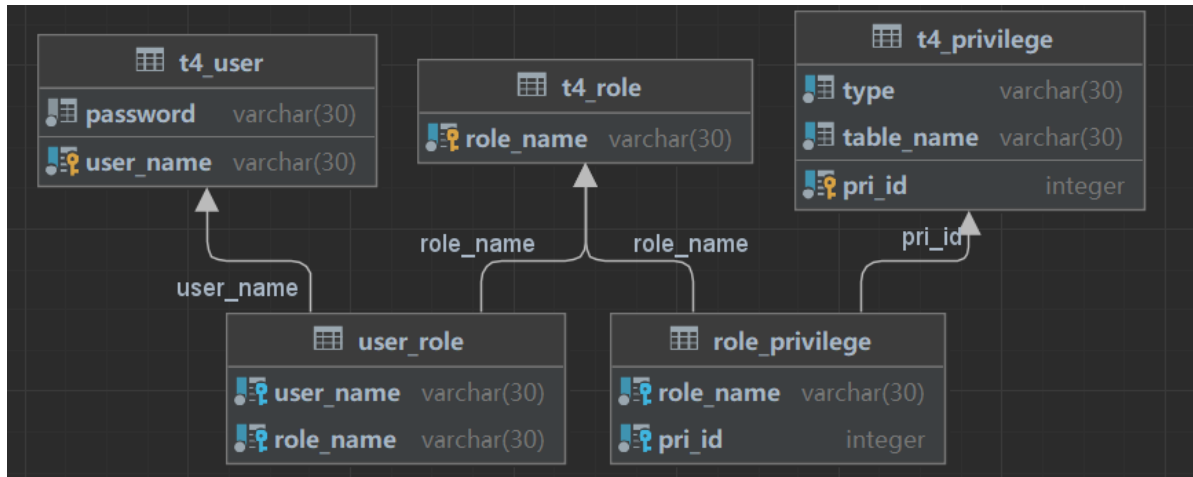 t4_user
password varchar(30)
user_name varchar(30)
t4_role
role_name varchar(30)
t4_privilege
type varchar(30)
table_name varchar(30)
pri_id integer
user_name
role_name
role_name
pri_id
user_role
user_name varchar(30)
role_name varchar(30)
role_privilege
role_name varchar(30)
pri_id integer